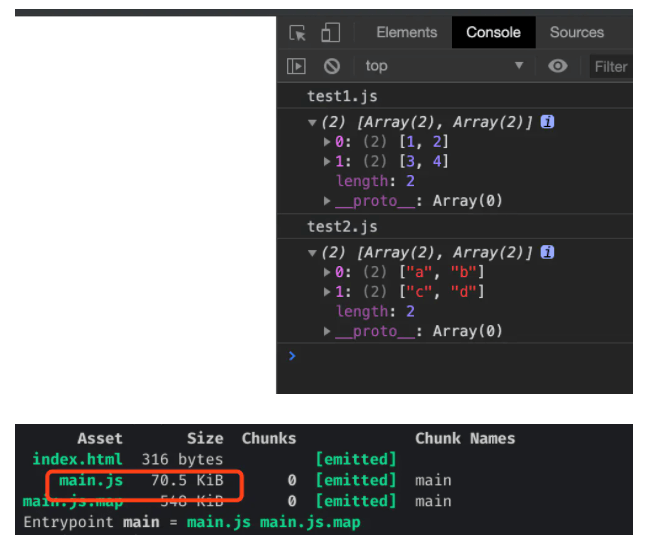 Elements Console Sources
top Filter
test1.js
(2) [Array(2), Array(2)] i
0: (2) [1, 2]
1: (2) [3, 4]
length: 2
__proto__: Array(0)
test2.js
(2) [Array(2), Array(2)] i
0: (2) ["a", "b"]
1: (2) ["c", "d"]
length: 2
__proto__: Array(0)
Asset Size Chunks Chunk Names
index.html 316 bytes [emitted]
main.js 70.5 KiB 0 [emitted] main
main.js.map 548 KiB 0 [emitted] main
Entrypoint main = main.js main.js.map